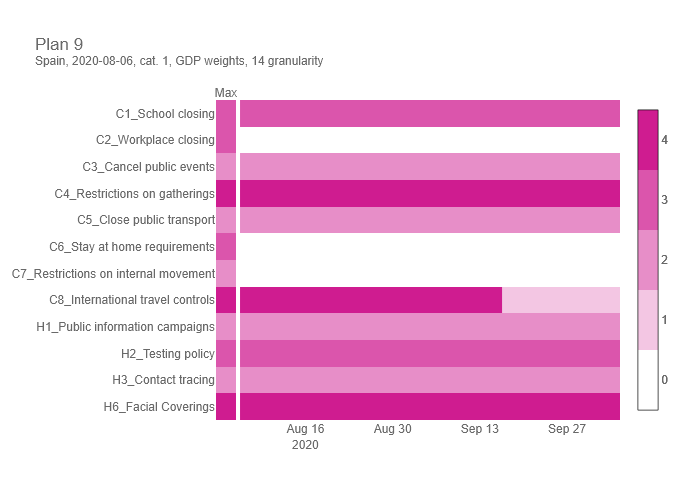 Plan 9
Spain, 2020-08-06, cat. 1, GDP weights, 14 granularity
Max
C1_School closing
C2_Workplace closing
C3_Cancel public events
C4_Restrictions on gatherings
C5_Close public transport
C6_Stay at home requirements
C7_Restrictions on internal movement
C8_International travel controls
H1_Public information campaigns
H2_Testing policy
H3_Contact tracing
H6_Facial Coverings
Aug 16
2020
Aug 30
Sep 13
Sep 27
4
3
2
1
0